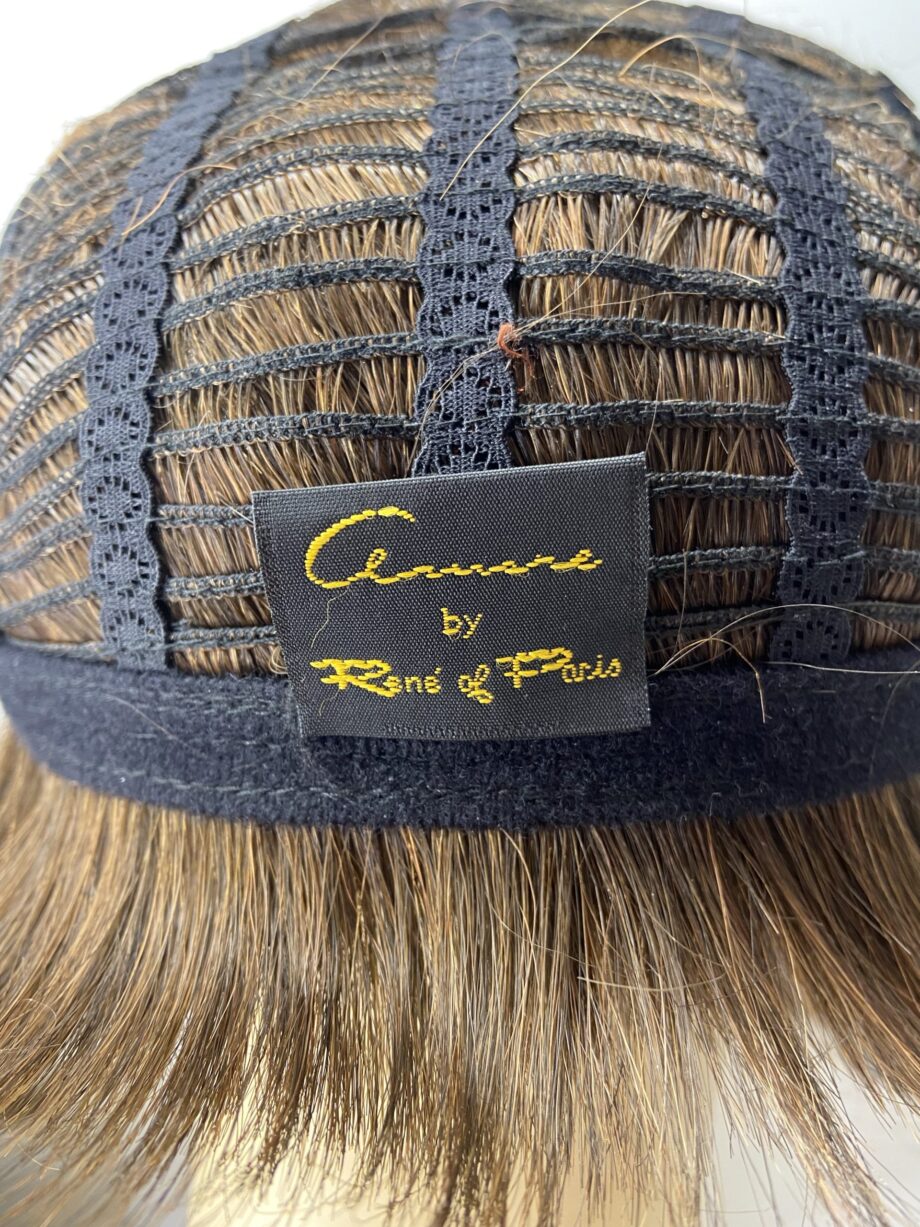 Amore
by
René of Paris